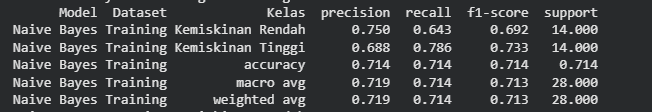 Model Dataset Kelas precision recall f1-score support
Naive Bayes Training Kemiskinan Rendah 0.750 0.643 0.692 14.000
Naive Bayes Training Kemiskinan Tinggi 0.688 0.786 0.733 14.000
Naive Bayes Training accuracy 0.714 0.714 0.714 0.714
Naive Bayes Training macro avg 0.719 0.714 0.713 28.000
Naive Bayes Training weighted avg 0.719 0.714 0.713 28.000